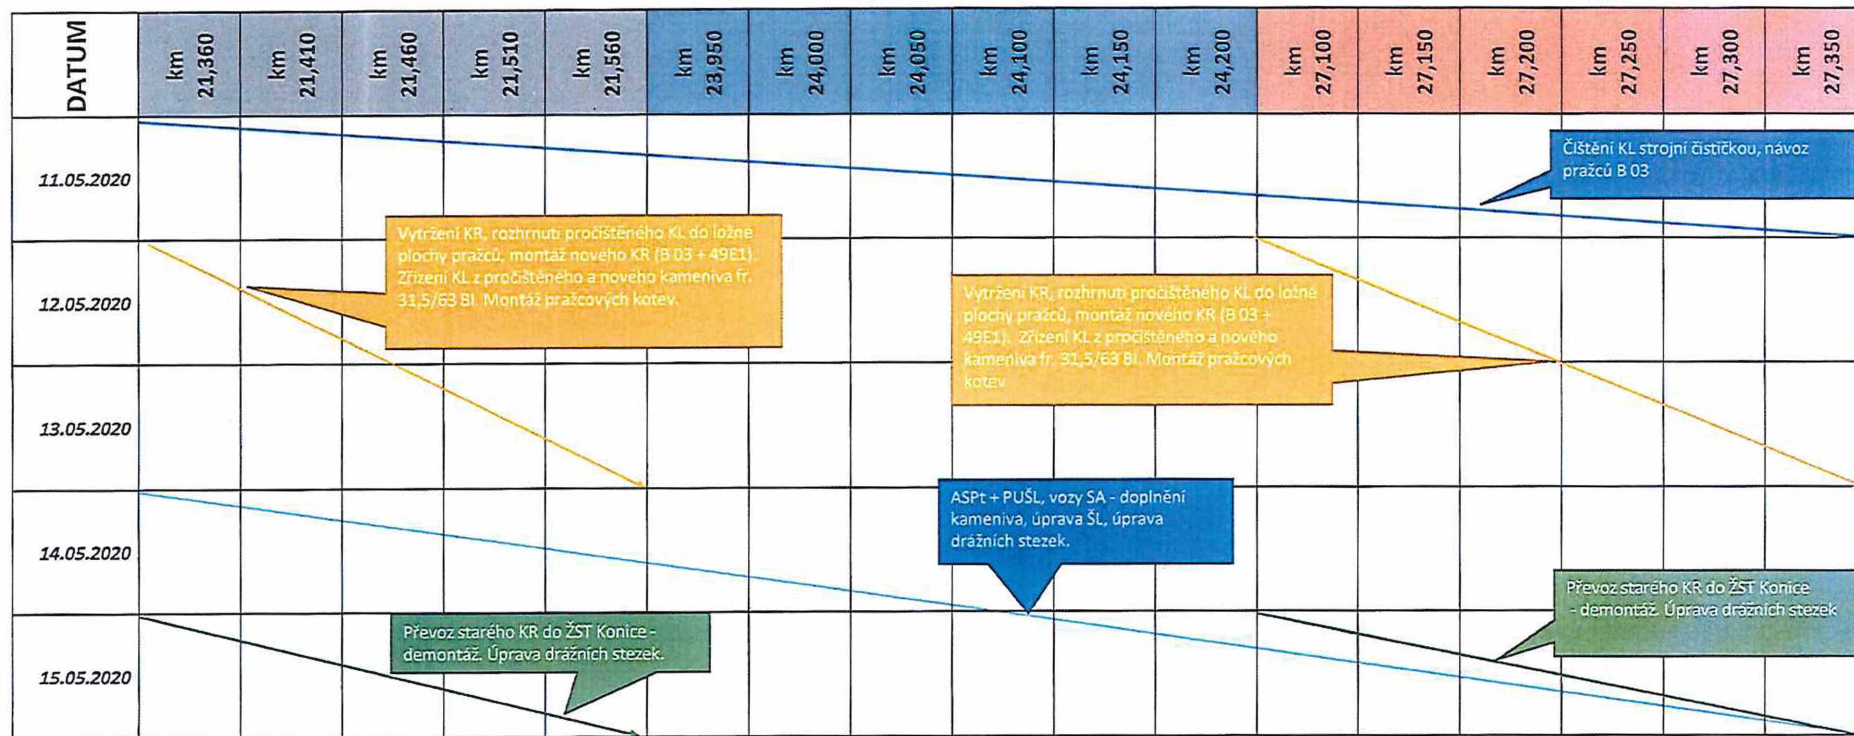 DATUM
km
21,360
km
21,410
km
21,460
km
21,510
km
21,560
km
23,950
km
24,000
km
24,050
km
24,100
km
24,150
km
24,200
km
27,100
km
27,150
km
27,200
km
27,250
km
27,300
km
27,350
11.05.2020
Čištění KL strojní čističkou, návoz
pražců B 03
12.05.2020
Vytržení KR, rozhrnutí pročištěného KL do ložné
plochy pražců, montáž nového KR (B 03 + 49E1).
Zřízení KL z pročištěného a nového kameniva fr.
31,5/63 BI. Montáž pražcových kotev.
Vytržení KR, rozhrnutí pročištěného KL do ložné
plochy pražců, montáž nového KR (B 03 +
49E1). Zřízení KL z pročištěného a nového
kameniva fr. 31,5/63 BI. Montáž pražcových
kotev
13.05.2020
14.05.2020
ASPt + PUŠL, vozy SA - doplnění
kameniva, úprava ŠL, úprava
drážních stezek.
15.05.2020
Převoz starého KR do ŽST Konice -
demontáž. Úprava drážních stezek.
Převoz starého KR do ŽST Konice
- demontáž. Úprava drážních stezek